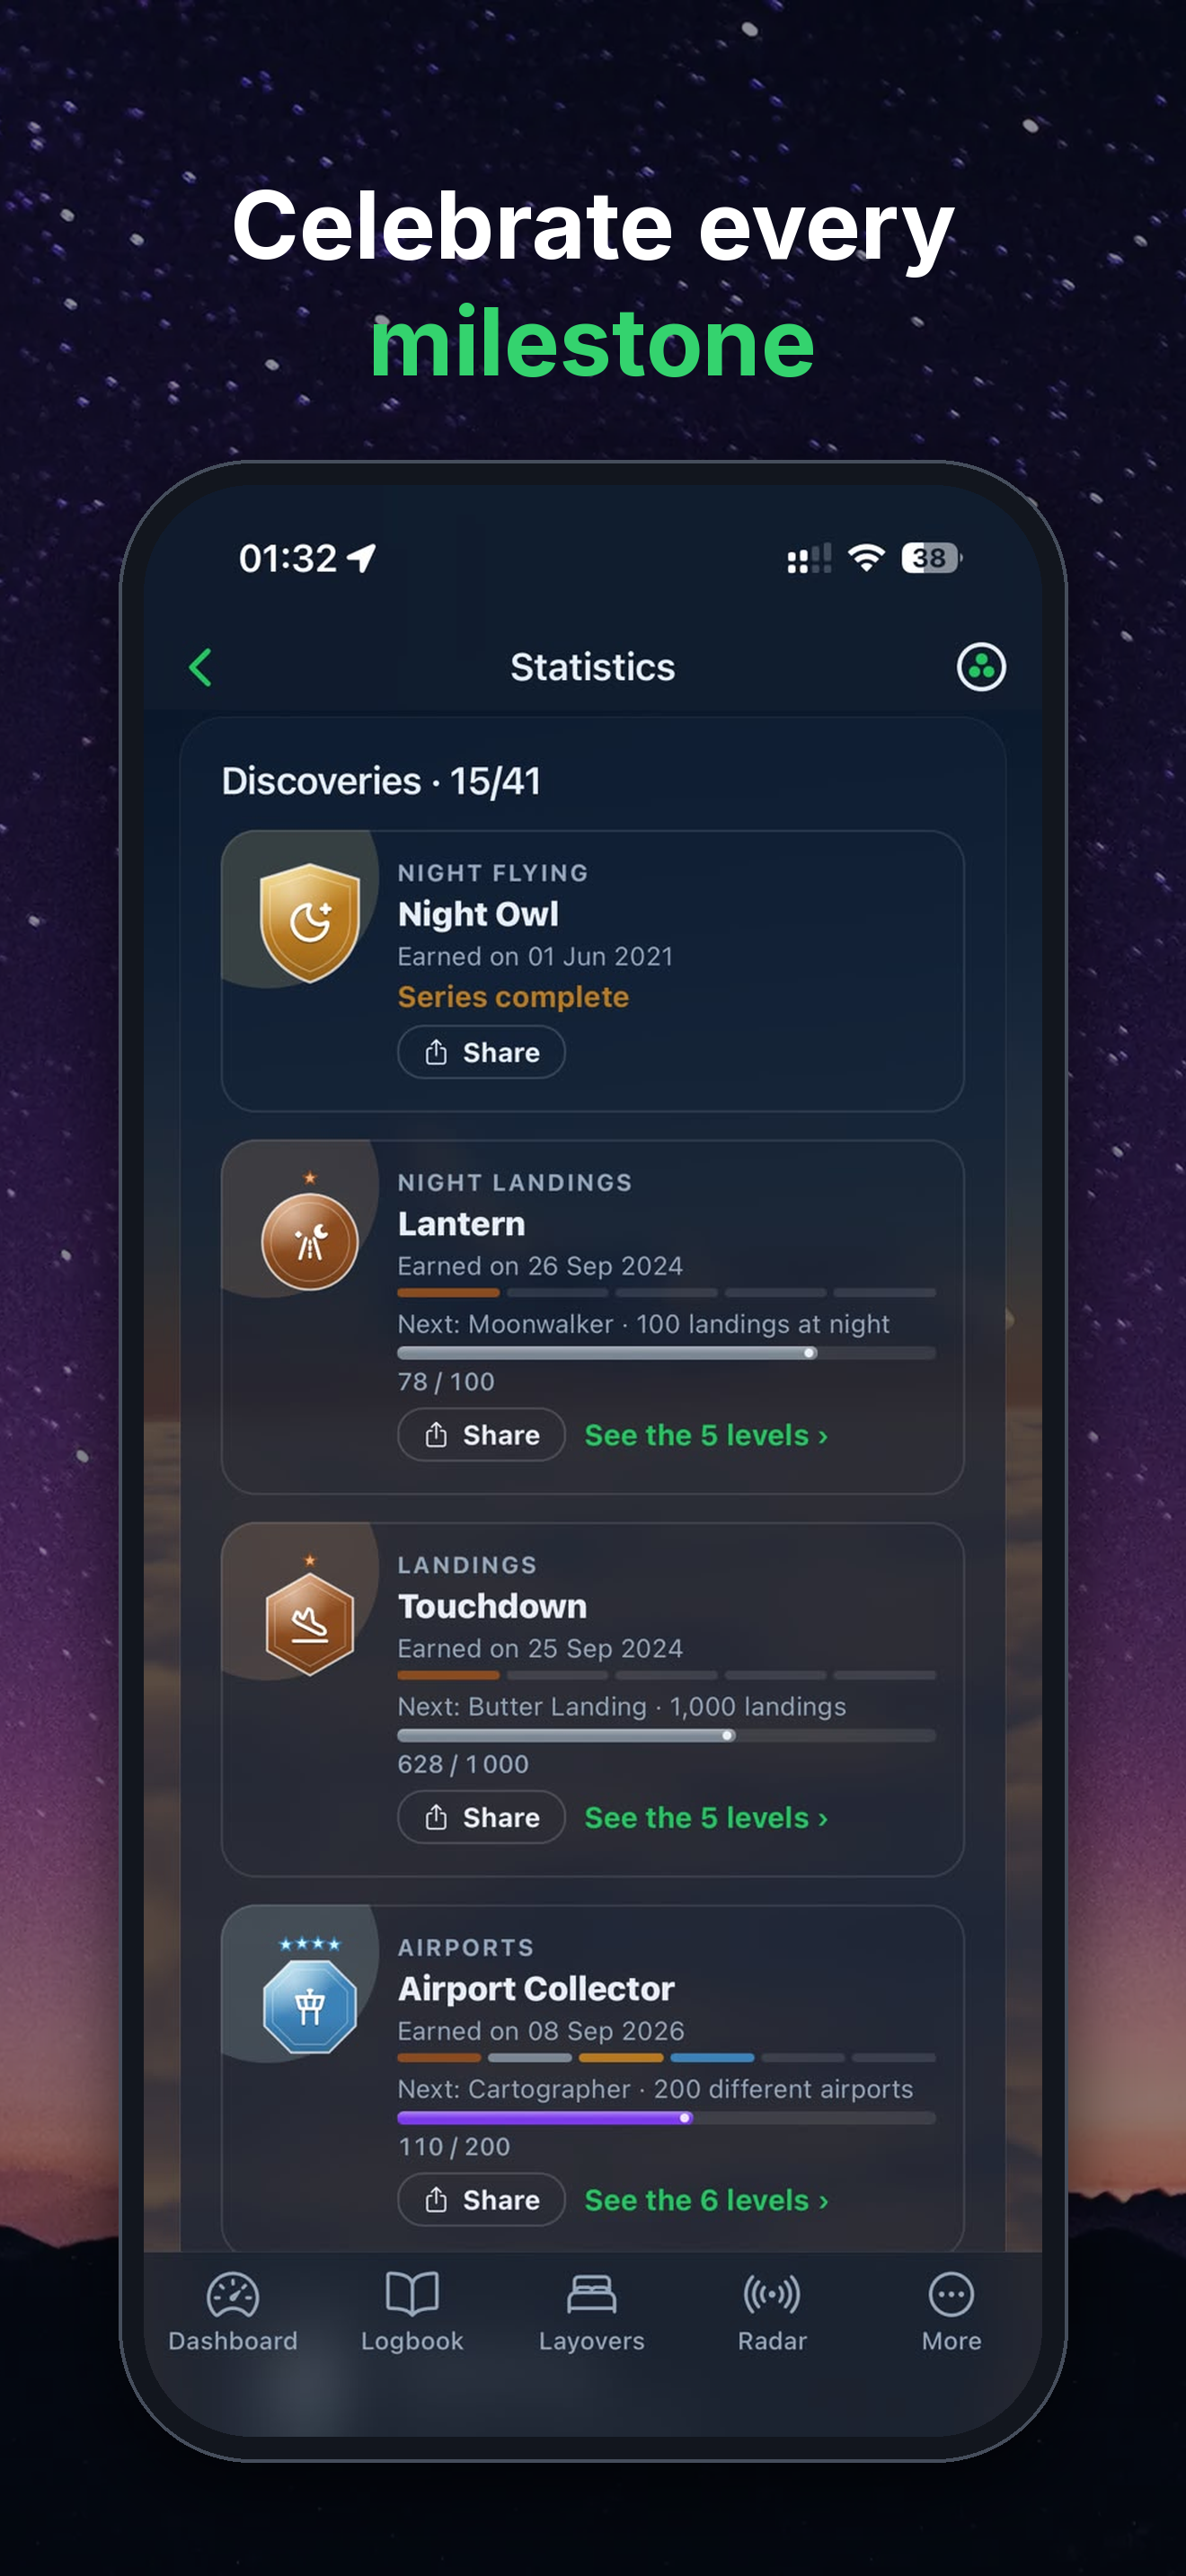 Celebrate every
milestone
01:32
38
Statistics
Discoveries · 15/41
NIGHT FLYING
Night Owl
Earned on 01 Jun 2021
Series complete
Share
NIGHT LANDINGS
Lantern
Earned on 26 Sep 2024
Next: Moonwalker · 100 landings at night
78 / 100
Share See the 5 levels ›
LANDINGS
Touchdown
Earned on 25 Sep 2024
Next: Butter Landing · 1,000 landings
628 / 1 000
Share See the 5 levels ›
AIRPORTS
Airport Collector
Earned on 08 Sep 2026
Next: Cartographer · 200 different airports
110 / 200
Share See the 6 levels ›
Dashboard Logbook Layovers Radar More